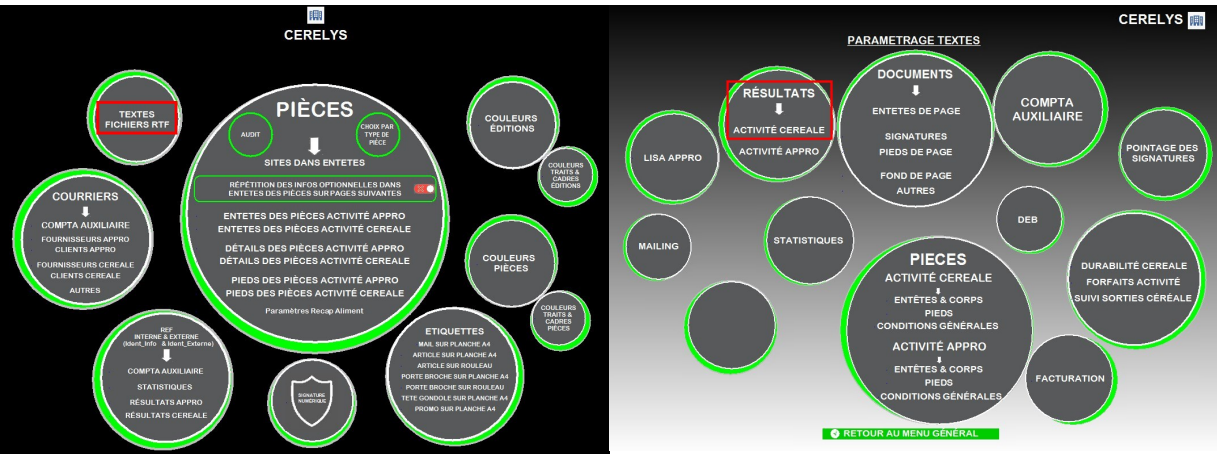 CERELYS
TEXTES
FICHIERS RTF
PIÈCES
AUDIT
CHOIX PAR
TYPE DE
PIÈCE
SITES DANS ENTETES
RÉPÉTITION DES INFOS OPTIONNELLES DANS
ENTETES DES PIÈCES SUR PAGES SUIVANTES
ENTETES DES PIÈCES ACTIVITÉ APPRO
ENTETES DES PIÈCES ACTIVITÉ CEREALE
DÉTAILS DES PIÈCES ACTIVITÉ APPRO
DÉTAILS DES PIÈCES ACTIVITÉ CEREALE
PIEDS DES PIÈCES ACTIVITÉ APPRO
PIEDS DES PIÈCES ACTIVITÉ CEREALE
Paramètres Recap Aliment
COULEURS
ÉDITIONS
COULEURS
TRAITS &
CADRES
ÉDITIONS
COURRIERS
COMPTA AUXILIAIRE
FOURNISSEURS APPRO
CLIENTS APPRO
FOURNISSEURS CEREALE
CLIENTS CEREALE
AUTRES
COULEURS
PIÈCES
COULEURS
TRAITS &
CADRES
PIÈCES
REF
INTERNE & EXTERNE
(Ident_Info & Ident_Externe)
COMPTA AUXILIAIRE
STATISTIQUES
RÉSULTATS APPRO
RÉSULTATS CEREALE
SIGNATURE
NUMÉRIQUE
ETIQUETTES
MAIL SUR PLANCHE A4
ARTICLE SUR PLANCHE A4
ARTICLE SUR ROULEAU
PORTE BROCHE SUR PLANCHE A4
PORTE BROCHE SUR ROULEAU
TETE GONDOLE SUR PLANCHE A4
PROMO SUR PLANCHE A4
CERELYS
PARAMETRAGE TEXTES
RÉSULTATS
ACTIVITÉ CEREALE
ACTIVITÉ APPRO
DOCUMENTS
ENTETES DE PAGE
SIGNATURES
PIEDS DE PAGE
FOND DE PAGE
AUTRES
COMPTA
AUXILIAIRE
LISA APPRO
POINTAGE DES
SIGNATURES
MAILING
STATISTIQUES
DEB
PIECES
ACTIVITÉ CEREALE
ENTÊTES & CORPS
PIEDS
CONDITIONS GÉNÉRALES
ACTIVITÉ APPRO
ENTÊTES & CORPS
PIEDS
CONDITIONS GÉNÉRALES
DURABILITÉ CEREALE
FORFAITS ACTIVITÉ
SUIVI SORTIES CÉRÉALE
FACTURATION
RETOUR AU MENU GÉNÉRAL